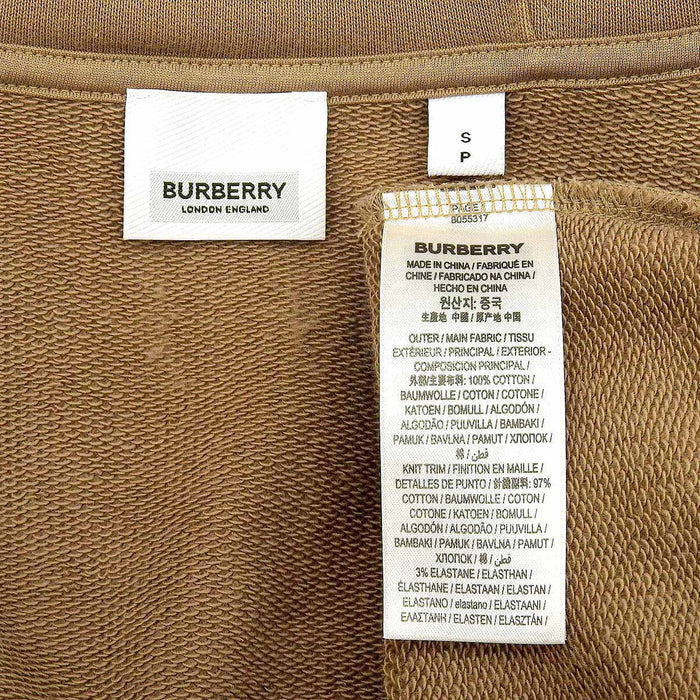 BURBERRY
LONDON ENGLAND
S
P
PAGE
8055317
BURBERRY
MADE IN CHINA / FABRIQUÉ EN
CHINE / FABRICADO NA CHINA /
HECHO EN CHINA
원산지: 중국
生產地 中國 / 原产地 中国
OUTER / MAIN FABRIC / TISSU
EXTÉRIEUR / PRINCIPAL / EXTERIOR -
COMPOSICION PRINCIPAL /
外部/主要布料: 100% COTTON /
BAUMWOLLE / COTON / COTONE /
KATOEN / BOMULL / ALGODÓN /
ALGODÃO / PUUVILLA / BAMBAKI /
PAMUK / BAVLNA / PAMUT / ХЛОПОК /
棉 / قطن /
KNIT TRIM / FINITION EN MAILLE /
DETALLES DE PUNTO / 針織副料: 97%
COTTON / BAUMWOLLE / COTON /
COTONE / KATOEN / BOMULL /
ALGODÓN / ALGODÃO / PUUVILLA /
BAMBAKI / PAMUK / BAVLNA / PAMUT /
ХЛОПОК / 棉 / قطن /
3% ELASTANE / ELASTHAN /
ÉLASTHANE / ELASTAAN / ELASTAN /
ELASTANO / elastano / ELASTAANI /
ΕΛΑΣΤΑΝΗ / ELASTEN / ELASZTÁN /